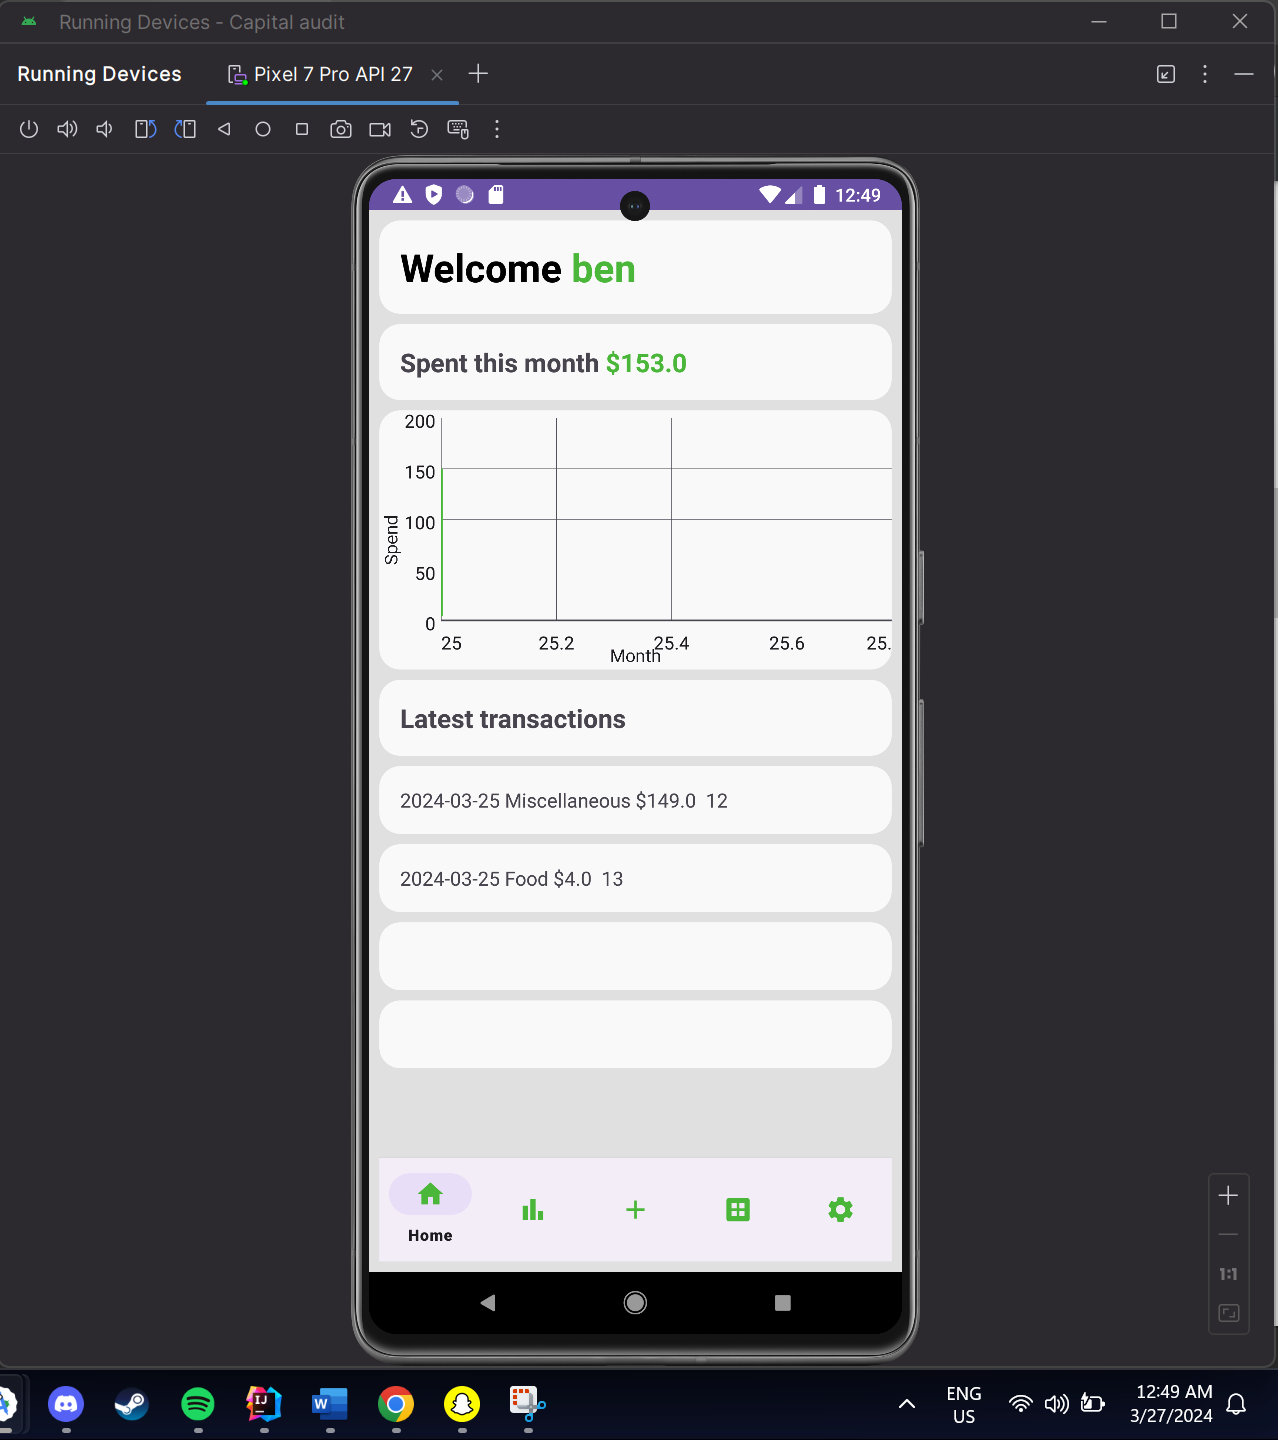 Running Devices - Capital audit
Running Devices
Pixel 7 Pro API 27
12:49
Welcome ben
Spent this month $153.0
200
150
100
50
0
Spend
25 25.2 25.4 25.6 25.
Month
Latest transactions
2024-03-25 Miscellaneous $149.0 12
2024-03-25 Food $4.0 13
Home
1:1
ENG
US
12:49 AM
3/27/2024